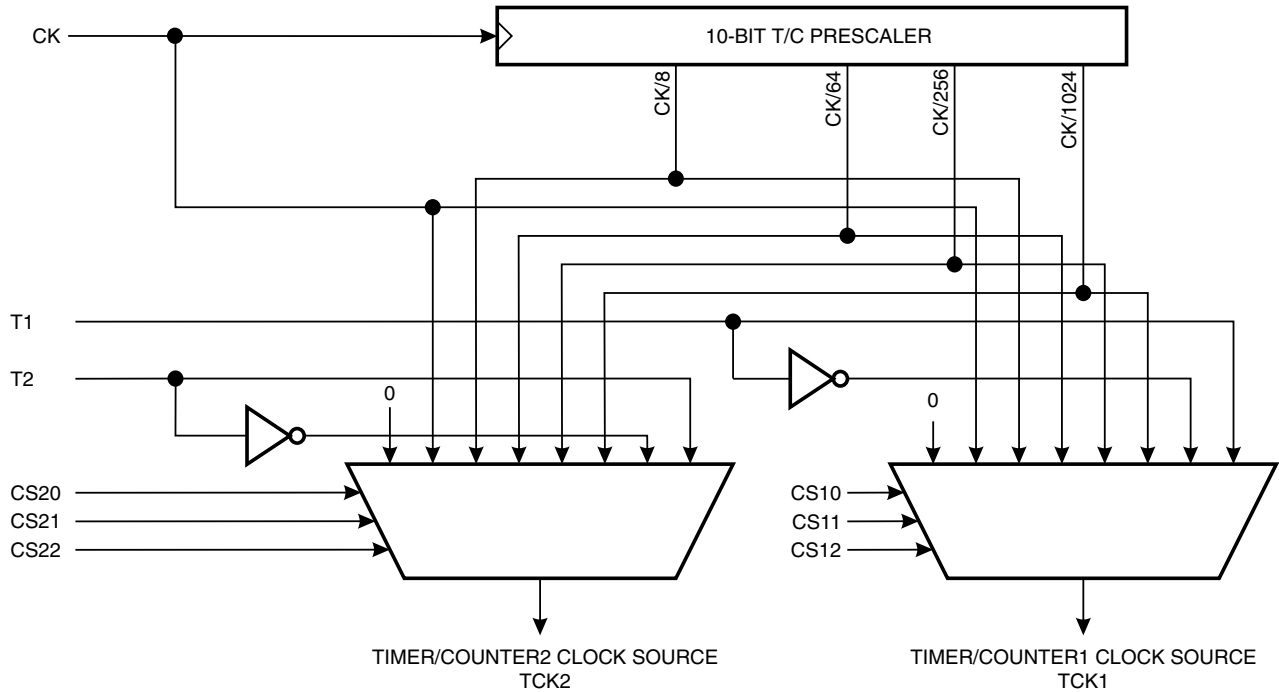 CK
10-BIT T/C PRESCALER
CK/8
CK/64
CK/256
CK/1024
T1
T2
0
0
CS20
CS21
CS22
CS10
CS11
CS12
TIMER/COUNTER2 CLOCK SOURCE
TCK2
TIMER/COUNTER1 CLOCK SOURCE
TCK1